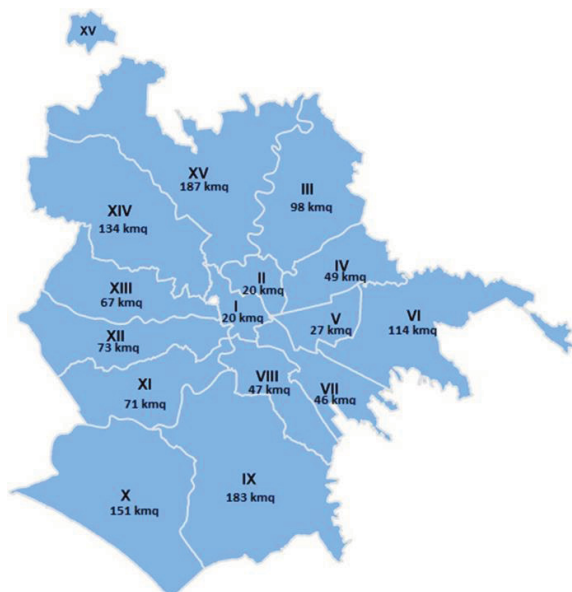 XV
XV
187 kmq
III
98 kmq
XIV
134 kmq
II
20 kmq
IV
49 kmq
XIII
67 kmq
I
20 kmq
V
27 kmq
VI
114 kmq
XII
73 kmq
XI
71 kmq
VIII
47 kmq
VII
46 kmq
IX
183 kmq
X
151 kmq